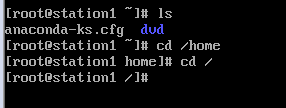 [root@station1 ~]# ls
anaconda-ks.cfg dvd
[root@station1 ~]# cd /home
[root@station1 home]# cd /
[root@station1 /]#